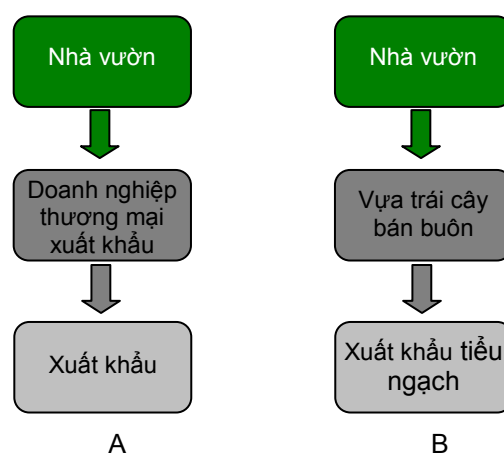 Nhà vườn
Doanh nghiệp
thương mại
xuất khẩu
Xuất khẩu
A
Nhà vườn
Vựa trái cây
bán buôn
Xuất khẩu tiểu
ngạch
B